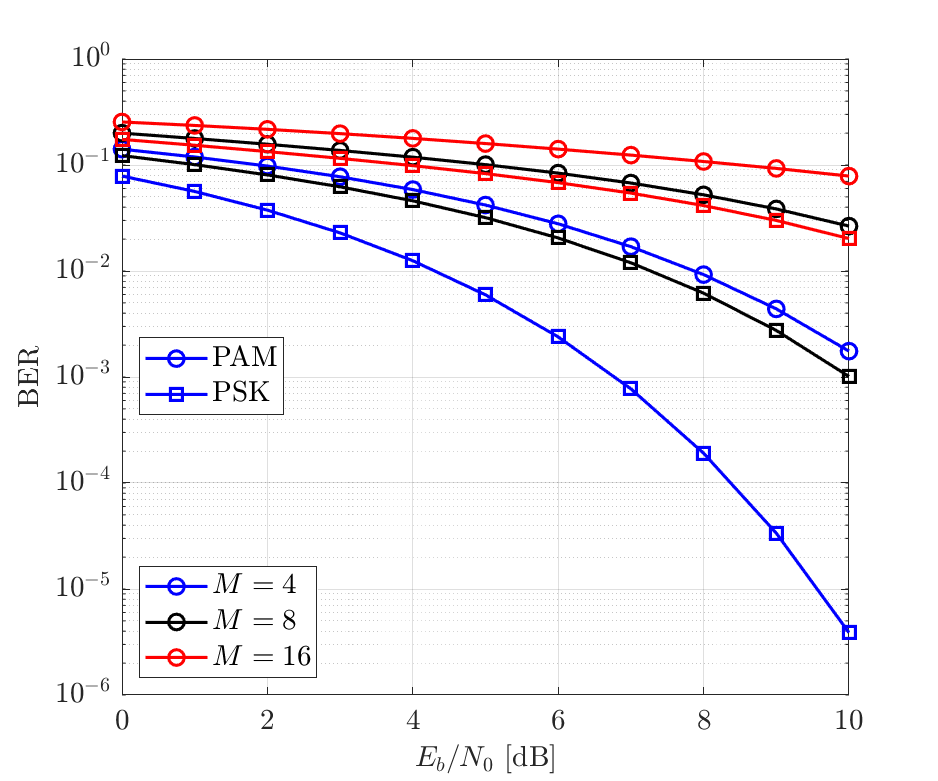 10^0
10^{-1}
10^{-2}
10^{-3}
10^{-4}
10^{-5}
10^{-6}
BER
PAM
PSK
M = 4
M = 8
M = 16
0 2 4 6 8 10
E_b/N_0 [dB]